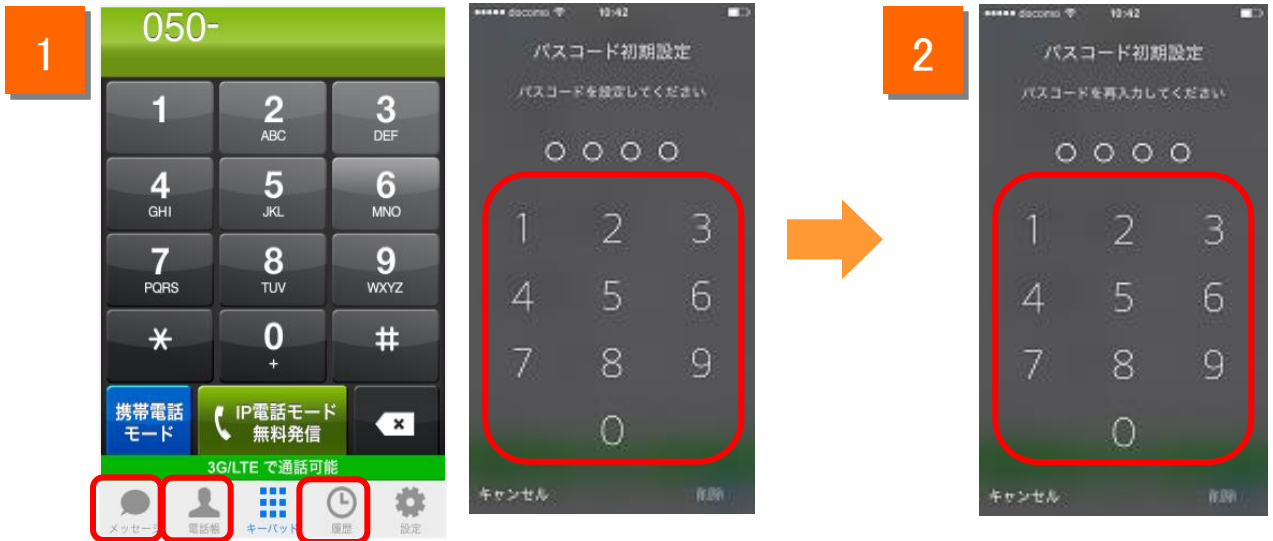 1
050-
1
2
ABC
3
DEF
4
GHI
5
JKL
6
MNO
7
PQRS
8
TUV
9
WXYZ
*
0
+
#
携帯電話
モード
IP電話モード
無料発信
×
3G/LTE で通話可能
メッセージ
電話帳
キーパッド
履歴
設定
docomo 10:42
パスコード初期設定
パスコードを設定してください
1 2 3
4 5 6
7 8 9
0
キャンセル 削除
2
docomo 10:42
パスコード初期設定
パスコードを再入力してください
1 2 3
4 5 6
7 8 9
0
キャンセル 削除